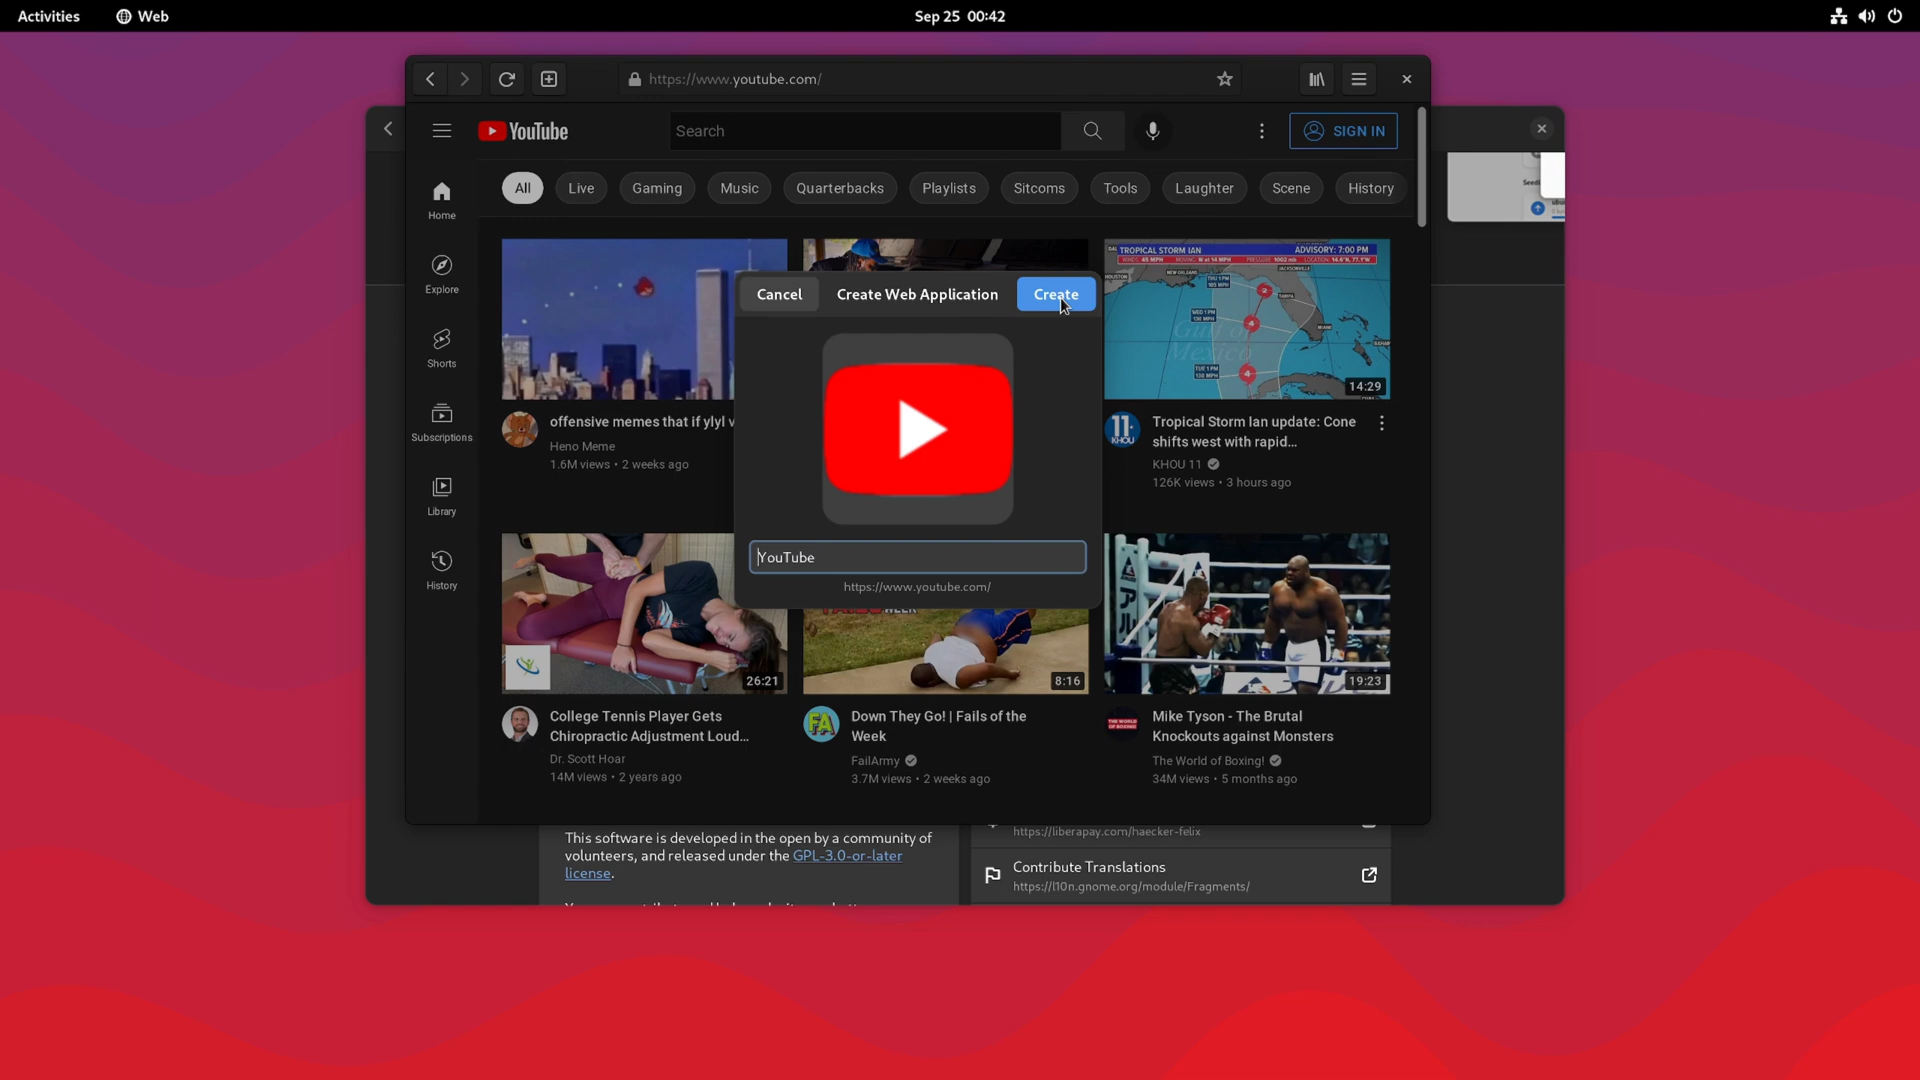 Activities
Web
Sep 25 00:42
https://www.youtube.com/
YouTube
Search
SIGN IN
All
Live
Gaming
Music
Quarterbacks
Playlists
Sitcoms
Tools
Laughter
Scene
History
Home
Explore
Shorts
Subscriptions
Library
History
Cancel
Create Web Application
Create
YouTube
https://www.youtube.com/
TROPICAL STORM IAN
ADVISORY: 7:00 PM
Gulf of
Mexico
14:29
offensive memes that if ylyl
Heno Meme
1.6M views • 2 weeks ago
Tropical Storm Ian update: Cone
shifts west with rapid...
KHOU 11
126K views • 3 hours ago
26:21
8:16
19:23
College Tennis Player Gets
Chiropractic Adjustment Loud...
Dr. Scott Hoar
14M views • 2 years ago
FA
Down They Go! | Fails of the
Week
FailArmy
3.7M views • 2 weeks ago
Mike Tyson - The Brutal
Knockouts against Monsters
The World of Boxing!
34M views • 5 months ago
This software is developed in the open by a community of
volunteers, and released under the GPL-3.0-or-later
license.
https://liberapay.com/haecker-felix
Contribute Translations
https://l10n.gnome.org/module/Fragments/